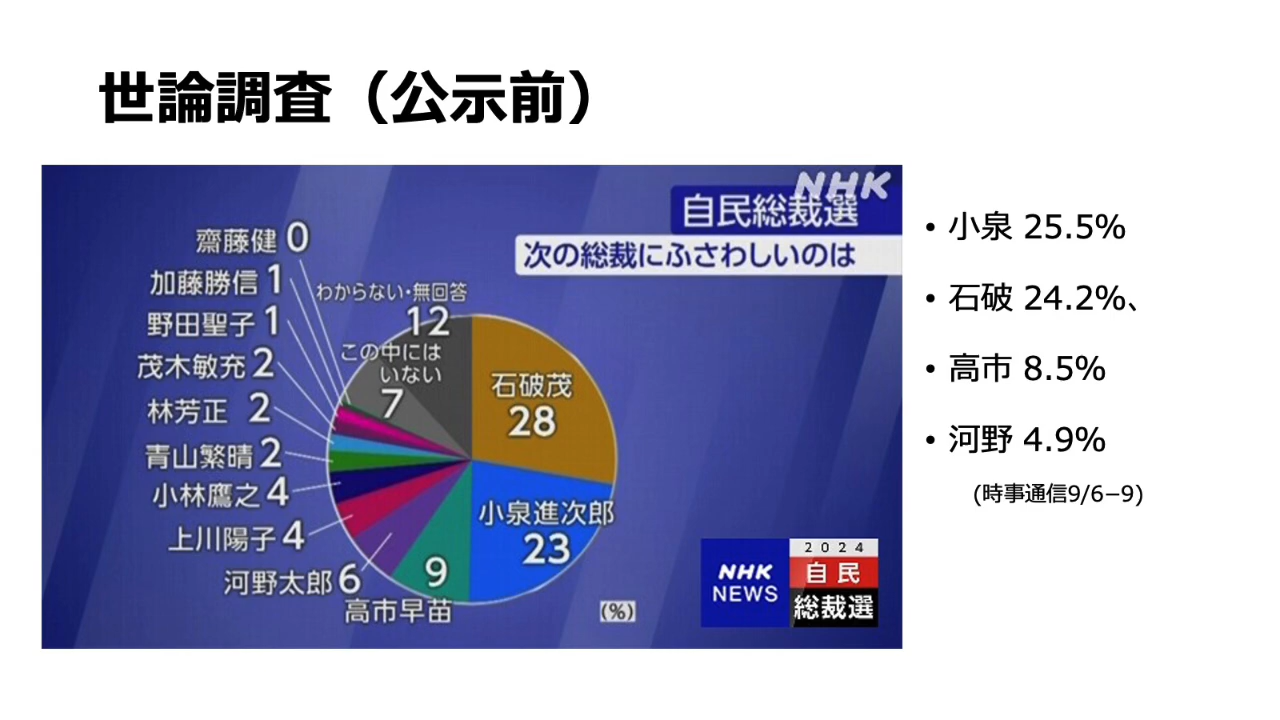 世論調査（公示前）
NHK
自民総裁選
次の総裁にふさわしいのは
齋藤健 0
加藤勝信 1
野田聖子 1
茂木敏充 2
林芳正 2
青山繁晴 2
小林鷹之 4
上川陽子 4
河野太郎 6
高市早苗
9
わからない・無回答
12
この中には
いない
7
石破茂
28
小泉進次郎
23
(%)
NHK
NEWS
2024
自民
総裁選
• 小泉 25.5%
• 石破 24.2%、
• 高市 8.5%
• 河野 4.9%
(時事通信9/6−9)